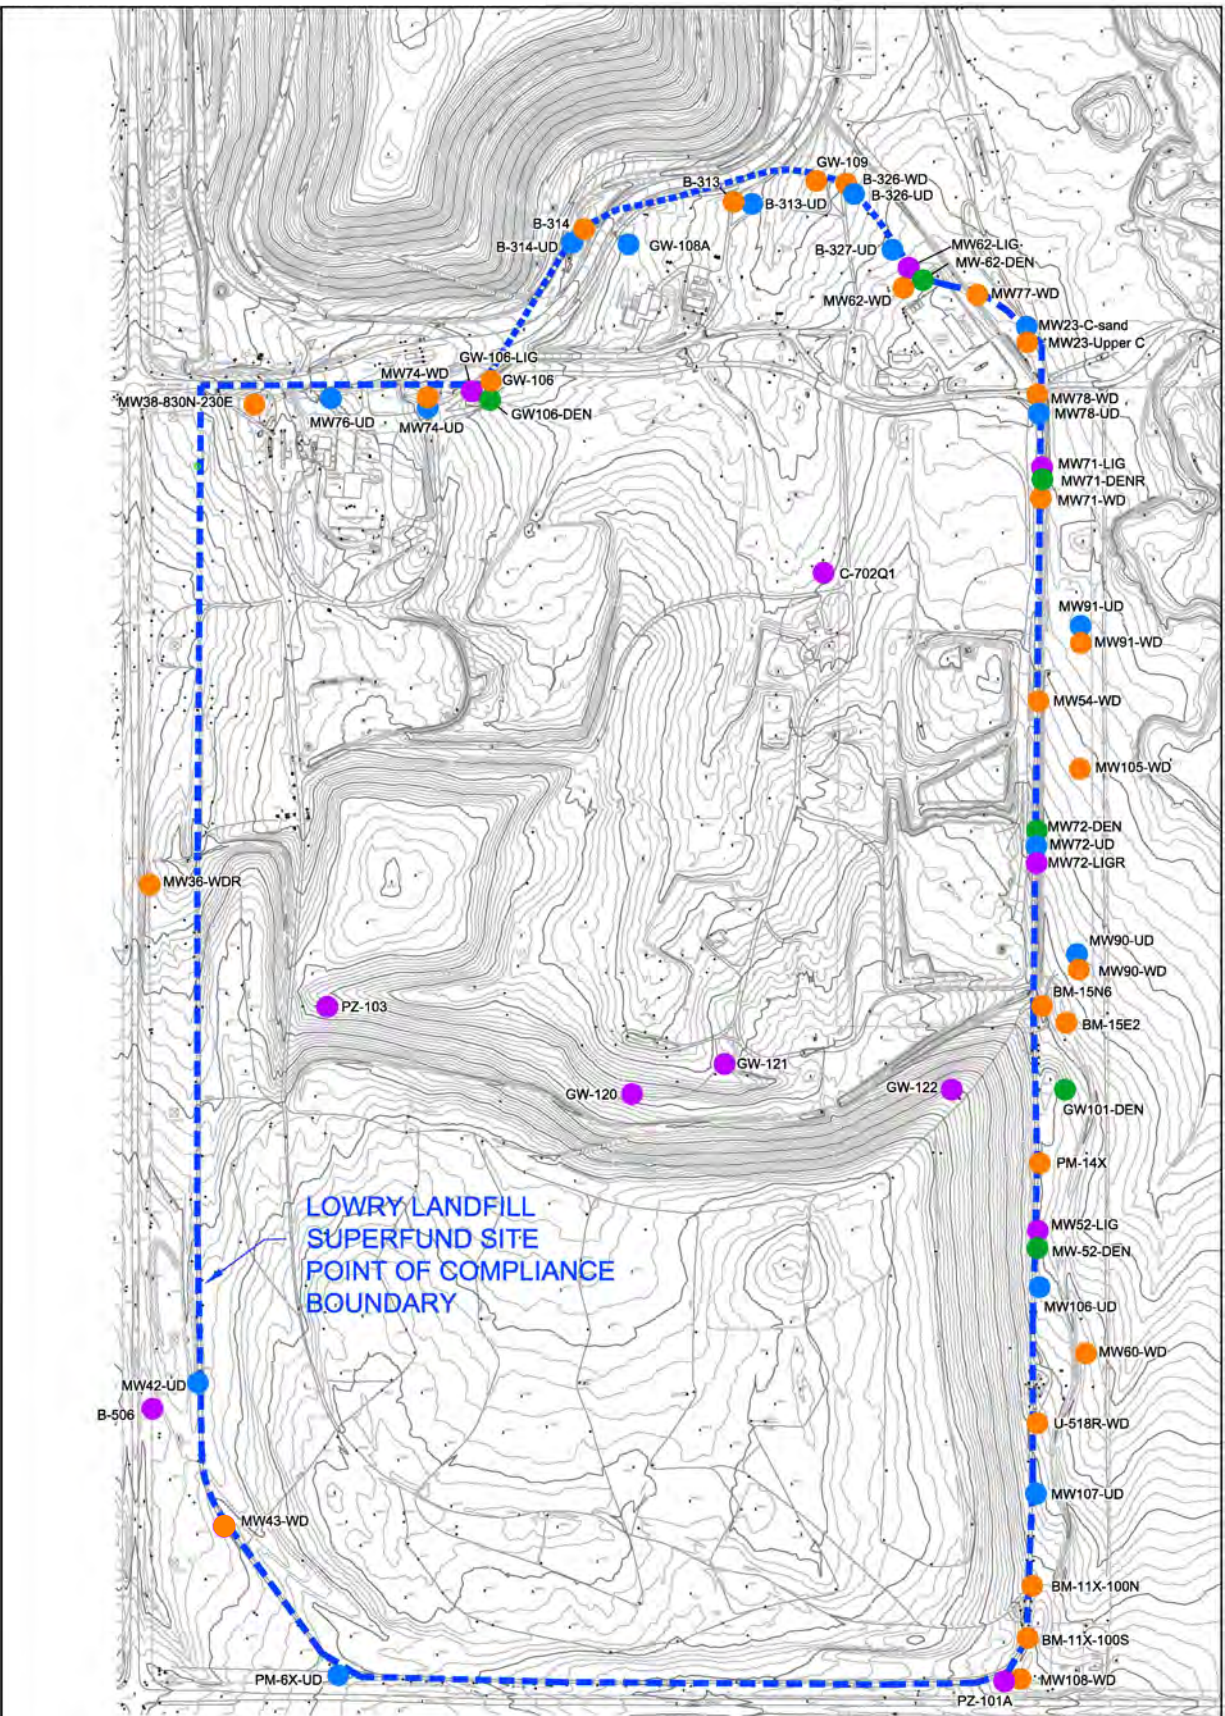 GW-109
B-313
B-326-WD
B-326-UD
B-313-UD
B-314
B-314-UD
GW-108A
B-327-UD
MW62-LIG
MW-62-DEN
MW62-WD
MW77-WD
MW23-C-sand
MW23-Upper C
GW-106-LIG
MW74-WD
GW-106
MW38-830N-230E
MW76-UD
MW74-UD
GW106-DEN
MW78-WD
MW78-UD
MW71-LIG
MW71-DENR
MW71-WD
C-702Q1
MW91-UD
MW91-WD
MW54-WD
MW105-WD
MW72-DEN
MW72-UD
MW72-LIGR
MW36-WDR
MW90-UD
MW90-WD
BM-15N6
PZ-103
BM-15E2
GW-121
GW-120
GW-122
GW101-DEN
PM-14X
LOWRY LANDFILL
SUPERFUND SITE
POINT OF COMPLIANCE
BOUNDARY
MW52-LIG
MW-52-DEN
MW106-UD
MW60-WD
MW42-UD
B-506
U-518R-WD
MW107-UD
MW43-WD
BM-11X-100N
BM-11X-100S
PM-6X-UD
MW108-WD
PZ-101A